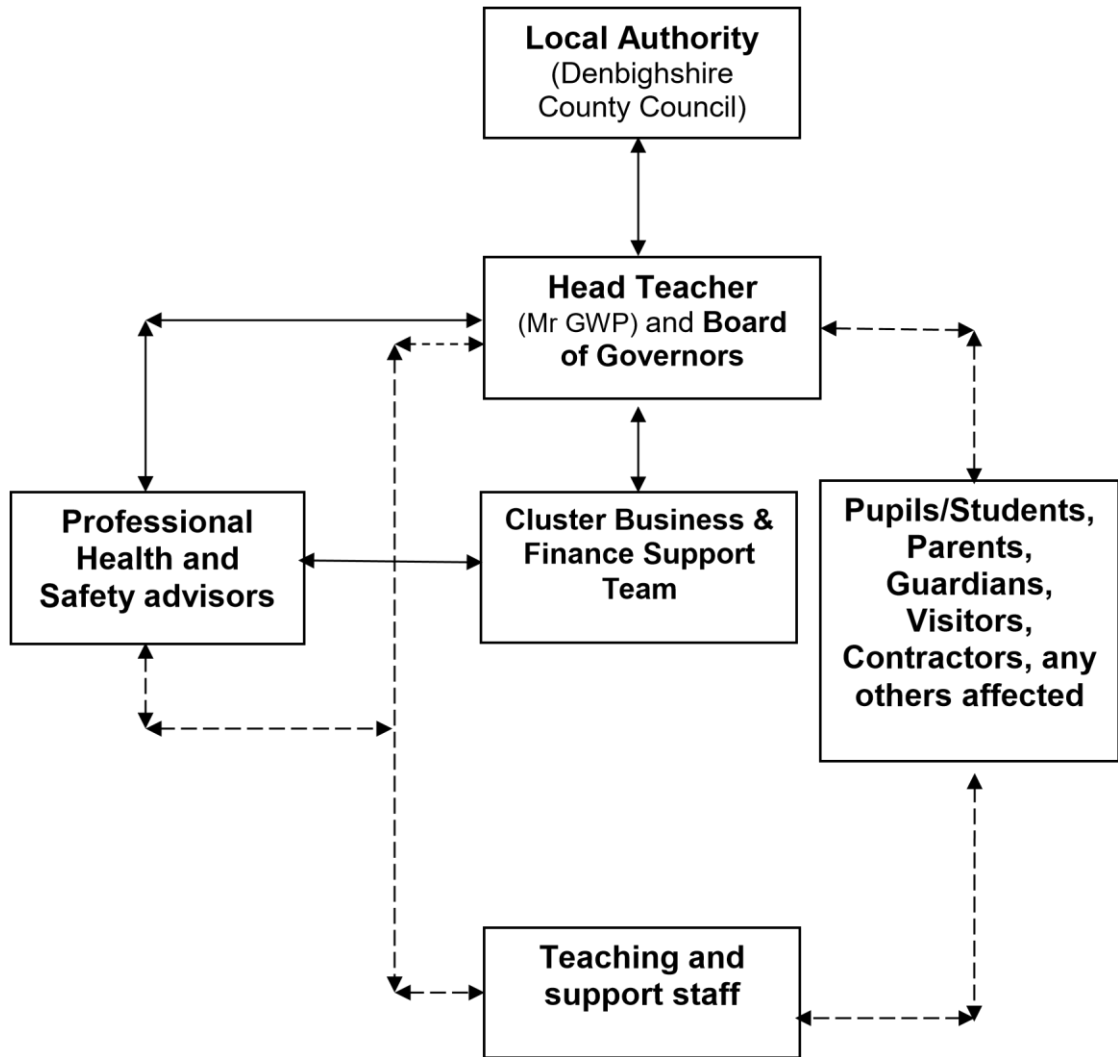 Local Authority
(Denbighshire
County Council)
Head Teacher
(Mr GWP) and Board
of Governors
Professional
Health and
Safety advisors
Cluster Business &
Finance Support
Team
Pupils/Students,
Parents,
Guardians,
Visitors,
Contractors, any
others affected
Teaching and
support staff